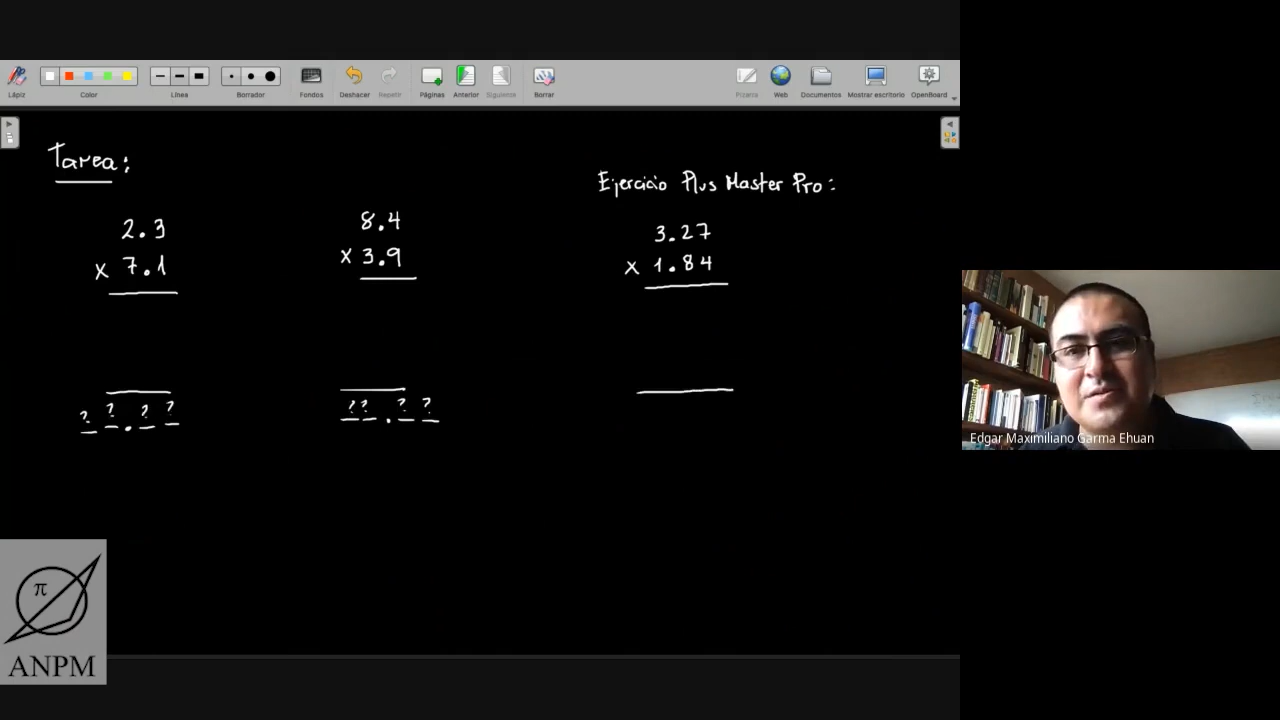 Lápiz Color Línea Borrador Fondos Deshacer Repetir Páginas Anterior Siguiente Borrar Pizarra Web Documentos Mostrar escritorio OpenBoard
Tarea:
Ejercicio Plus Master Pro:
2.3
x 7.1
? ? . ? ?
8.4
x 3.9
? ? . ? ?
3.27
x 1.84
Edgar Maximiliano Garma Ehuan
π
ANPM